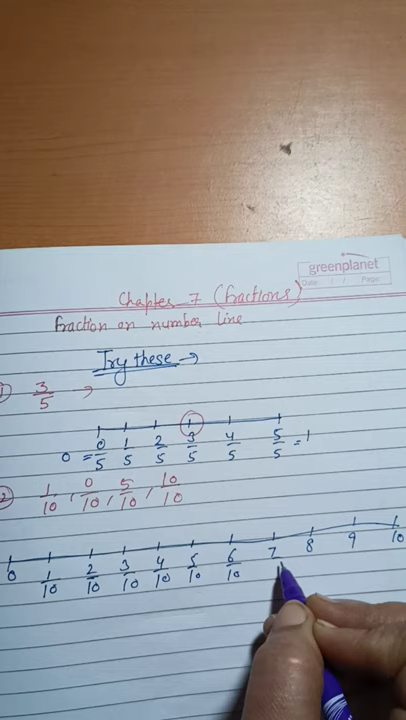 greenplanet
Date: / / Page:
Chapter 7 (fractions)
fraction on number line
Try these →
① 3/5 →
0 = 0/5 1/5 2/5 3/5 4/5 5/5 = 1
② 1/10, 0/10, 5/10, 10/10
0 1/10 2/10 3/10 4/10 5/10 6/10 7 8 9 10